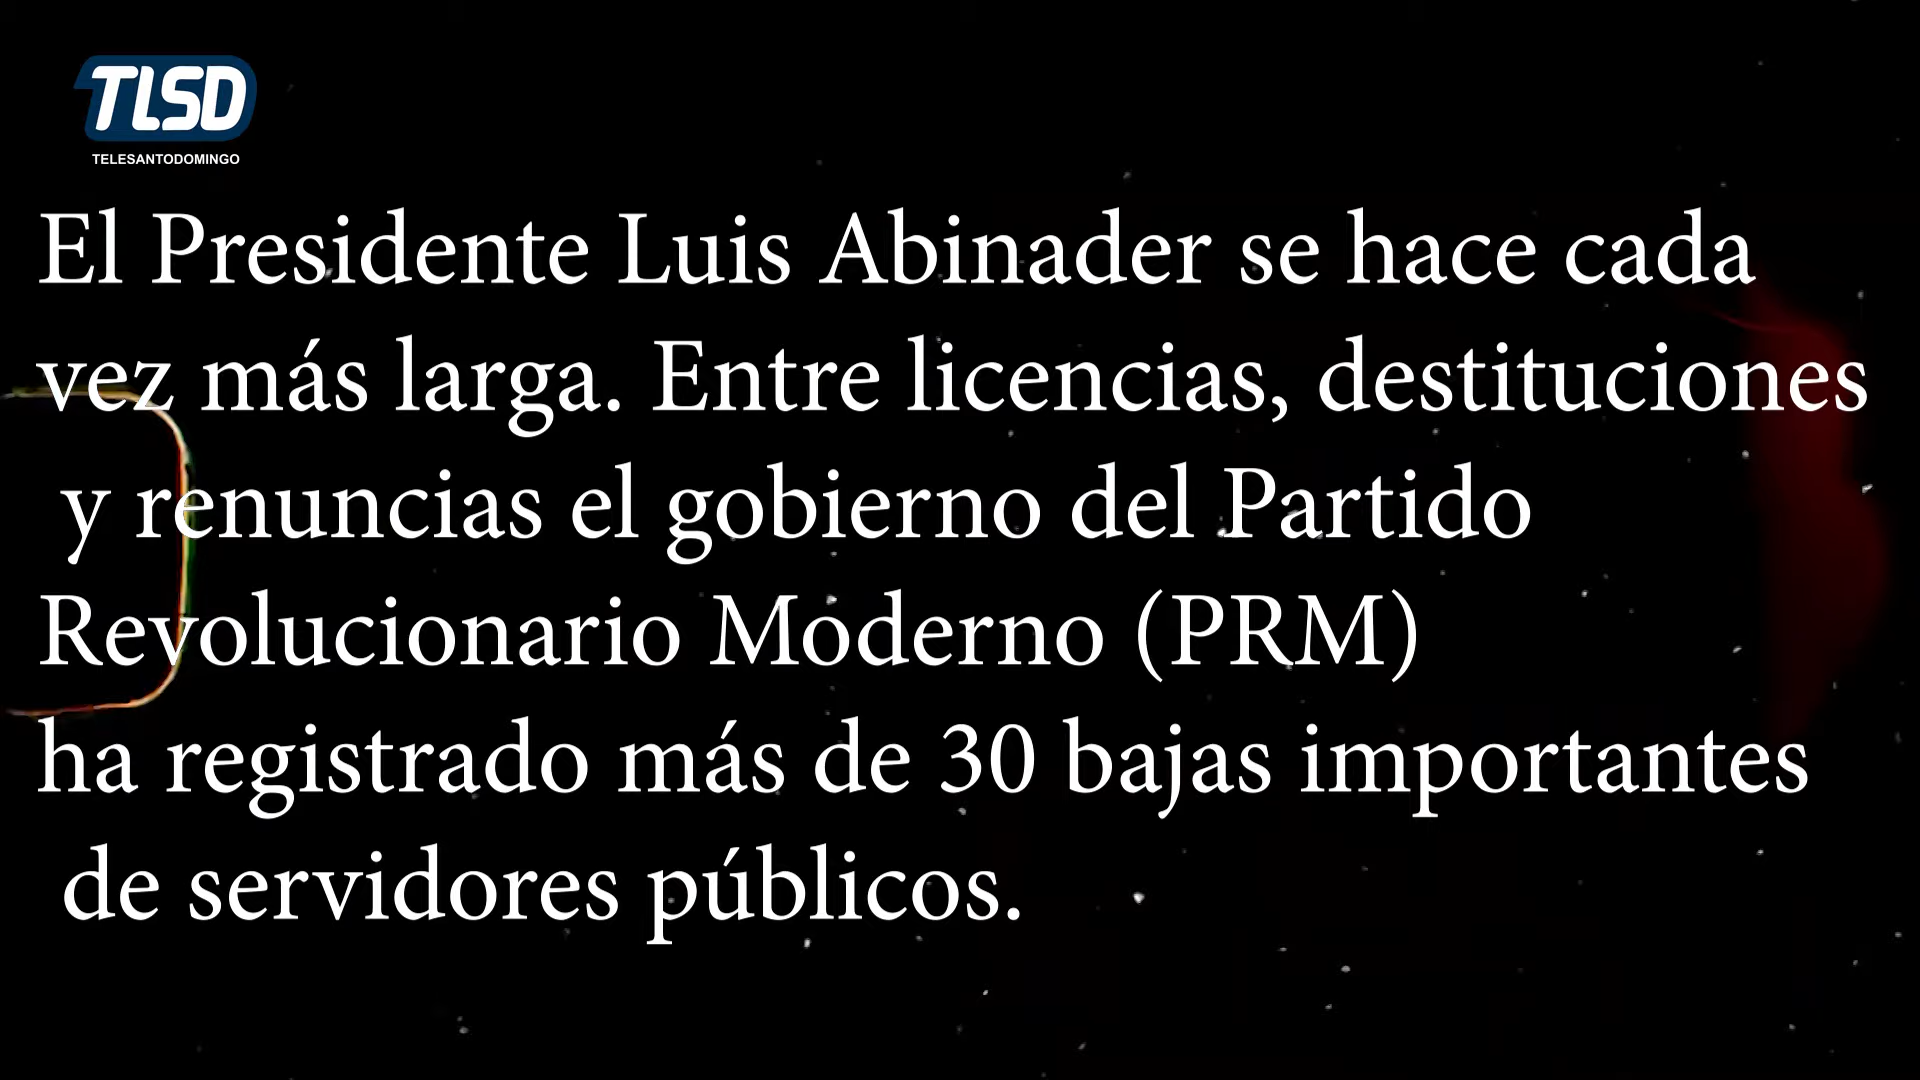 TLSD
TELESANTODOMINGO
El Presidente Luis Abinader se hace cada
vez más larga. Entre licencias, destituciones
y renuncias el gobierno del Partido
Revolucionario Moderno (PRM)
ha registrado más de 30 bajas importantes
de servidores públicos.